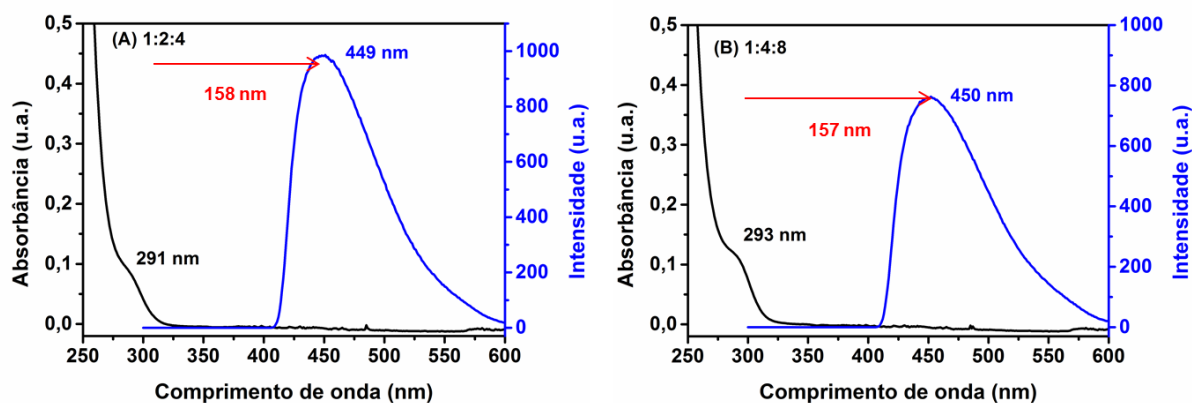 (A) 1:2:4
449 nm
158 nm
291 nm
Absorbância (u.a.)
0,5
0,4
0,3
0,2
0,1
0,0
Intensidade (u.a.)
1000
800
600
400
200
0
250 300 350 400 450 500 550 600
Comprimento de onda (nm)
(B) 1:4:8
450 nm
157 nm
293 nm
Absorbância (u.a.)
0,5
0,4
0,3
0,2
0,1
0,0
Intensidade (u.a.)
1000
800
600
400
200
0
250 300 350 400 450 500 550 600
Comprimento de onda (nm)